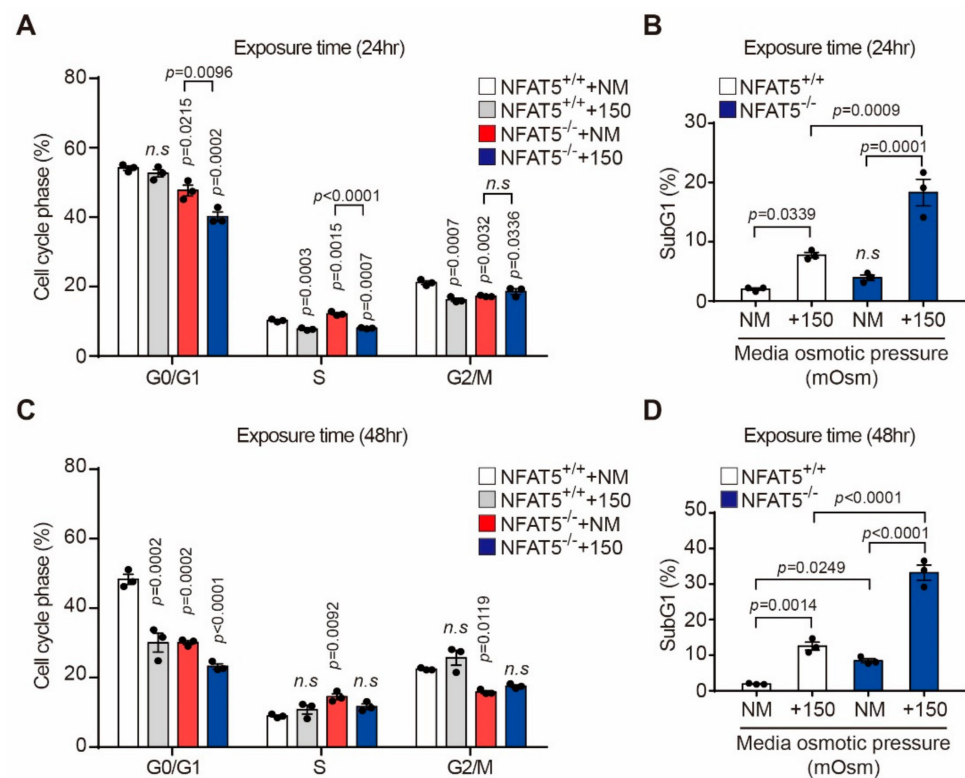 A
Exposure time (24hr)
Cell cycle phase (%)
80
60
40
20
0
n.s
p=0.0215
p=0.0096
p=0.0002
p=0.0003
p=0.0015
p<0.0001
p=0.0007
p=0.0007
p=0.0032
n.s
p=0.0336
NFAT5+/++NM
NFAT5+/++150
NFAT5-/-+NM
NFAT5-/-+150
G0/G1
S
G2/M
B
Exposure time (24hr)
NFAT5+/+
NFAT5-/-
SubG1 (%)
30
20
10
0
p=0.0009
p=0.0001
p=0.0339
n.s
NM
+150
NM
+150
Media osmotic pressure
(mOsm)
C
Exposure time (48hr)
Cell cycle phase (%)
80
60
40
20
0
p=0.0002
p=0.0002
p<0.0001
n.s
p=0.0092
n.s
n.s
p=0.0119
n.s
NFAT5+/++NM
NFAT5+/++150
NFAT5-/-+NM
NFAT5-/-+150
G0/G1
S
G2/M
D
Exposure time (48hr)
NFAT5+/+
NFAT5-/-
SubG1 (%)
50
40
30
20
10
0
p<0.0001
p<0.0001
p=0.0249
p=0.0014
NM
+150
NM
+150
Media osmotic pressure
(mOsm)